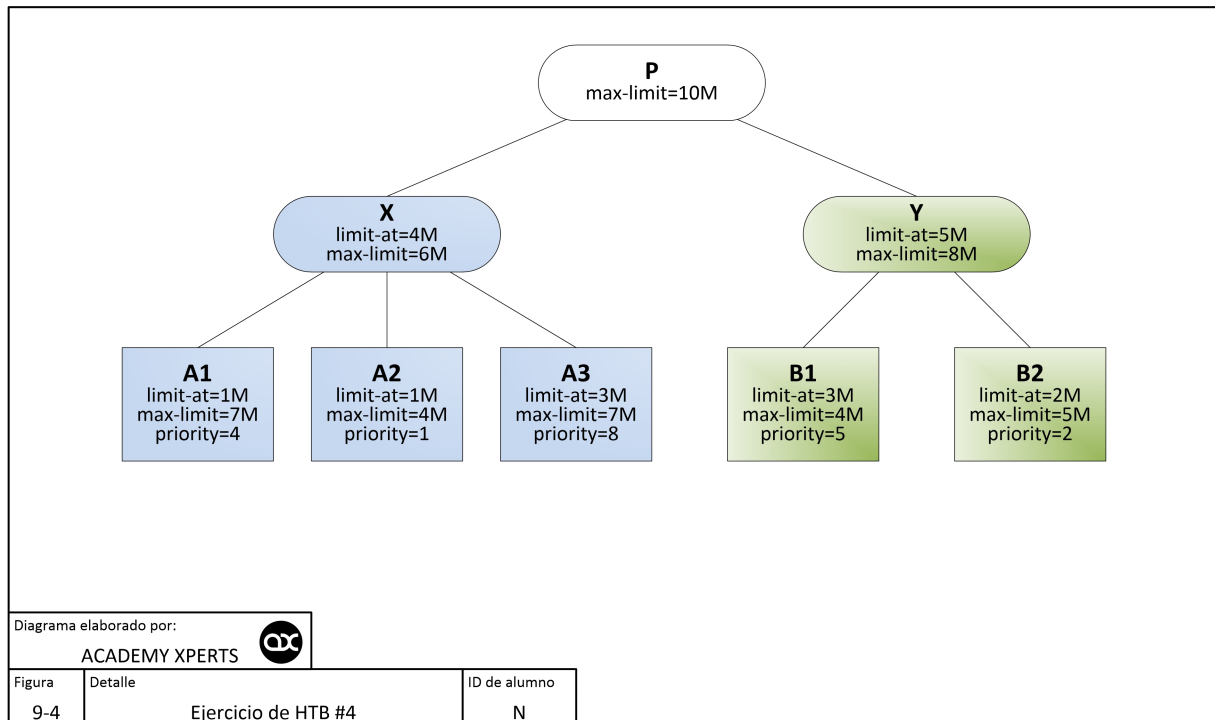 P
max-limit=10M
X
limit-at=4M
max-limit=6M
Y
limit-at=5M
max-limit=8M
A1
limit-at=1M
max-limit=7M
priority=4
A2
limit-at=1M
max-limit=4M
priority=1
A3
limit-at=3M
max-limit=7M
priority=8
B1
limit-at=3M
max-limit=4M
priority=5
B2
limit-at=2M
max-limit=5M
priority=2
Diagrama elaborado por:
ACADEMY XPERTS
ax
Figura
9-4
Detalle
Ejercicio de HTB #4
ID de alumno
N